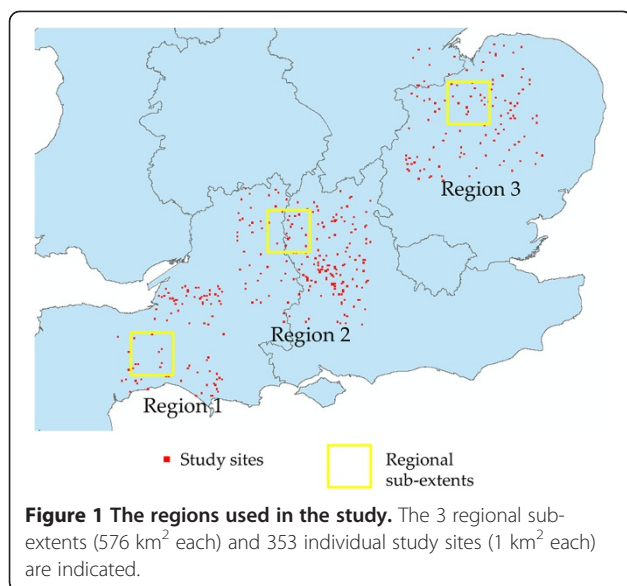 Region 3
Region 2
Region 1
Study sites
Regional
sub-extents
Figure 1 The regions used in the study. The 3 regional sub-
extents (576 km² each) and 353 individual study sites (1 km² each)
are indicated.